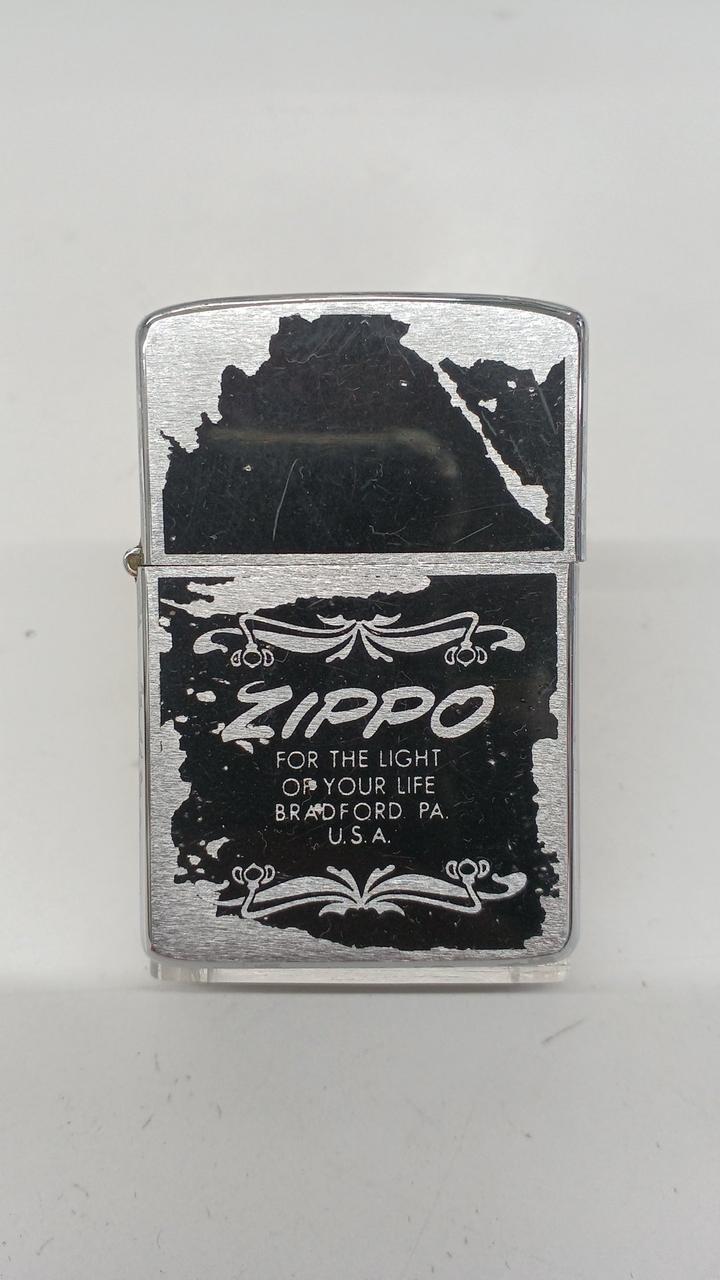 ZIPPO
FOR THE LIGHT
OF YOUR LIFE
BRADFORD PA.
U.S.A.